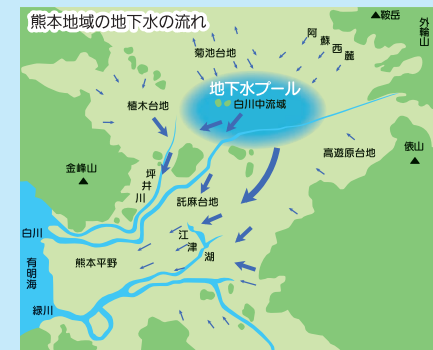 熊本地域の地下水の流れ
▲鞍岳
外輪山
阿蘇西麓
菊池台地
地下水プール
白川中流域
植木台地
高遊原台地
俵山
▲
金峰山
▲
坪井川
託麻台地
白川
江津湖
有明海
熊本平野
緑川